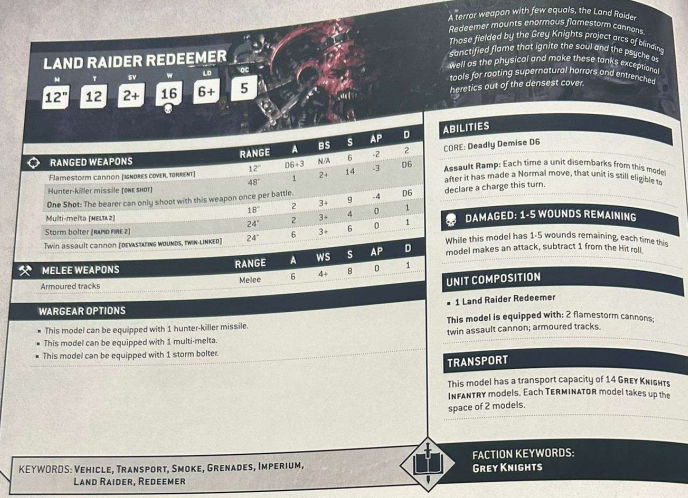 LAND RAIDER REDEEMER
M T SV W LD OC
12" 12 2+ 16 6+ 5
A terror weapon with few equals, the Land Raider
Redeemer mounts enormous flamestorm cannons.
Those fielded by the Grey Knights project arcs of blinding
sanctified flame that ignite the soul and the psyche as
well as the physical and make these tanks exceptional
tools for rooting supernatural horrors and entrenched
heretics out of the densest cover.
RANGED WEAPONS RANGE A BS S AP D
Flamestorm cannon [IGNORES COVER, TORRENT] 12" D6+3 N/A 6 -2 2
Hunter-killer missile [ONE SHOT] 48" 1 2+ 14 -3 D6
One Shot: The bearer can only shoot with this weapon once per battle.
Multi-melta [MELTA 2] 18" 2 3+ 9 -4 D6
Storm bolter [RAPID FIRE 2] 24" 2 3+ 4 0 1
Twin assault cannon [DEVASTATING WOUNDS, TWIN-LINKED] 24" 6 3+ 6 0 1
MELEE WEAPONS RANGE A WS S AP D
Armoured tracks Melee 6 4+ 8 0 1
WARGEAR OPTIONS
▪ This model can be equipped with 1 hunter-killer missile.
▪ This model can be equipped with 1 multi-melta.
▪ This model can be equipped with 1 storm bolter.
ABILITIES
CORE: Deadly Demise D6
Assault Ramp: Each time a unit disembarks from this model
after it has made a Normal move, that unit is still eligible to
declare a charge this turn.
DAMAGED: 1-5 WOUNDS REMAINING
While this model has 1-5 wounds remaining, each time this
model makes an attack, subtract 1 from the Hit roll.
UNIT COMPOSITION
▪ 1 Land Raider Redeemer
This model is equipped with: 2 flamestorm cannons;
twin assault cannon; armoured tracks.
TRANSPORT
This model has a transport capacity of 14 GREY KNIGHTS
INFANTRY models. Each TERMINATOR model takes up the
space of 2 models.
KEYWORDS: VEHICLE, TRANSPORT, SMOKE, GRENADES, IMPERIUM,
LAND RAIDER, REDEEMER
FACTION KEYWORDS:
GREY KNIGHTS